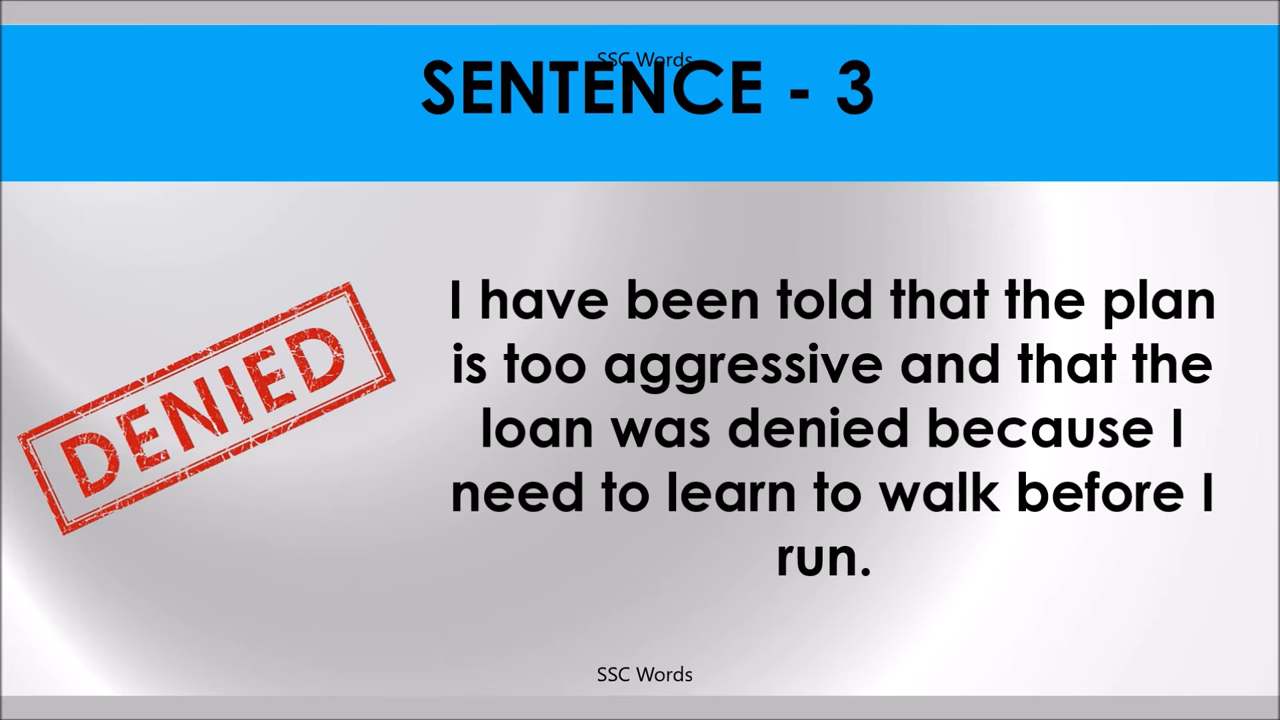 SSC Words
SENTENCE - 3
DENIED
I have been told that the plan
is too aggressive and that the
loan was denied because I
need to learn to walk before I
run.
SSC Words